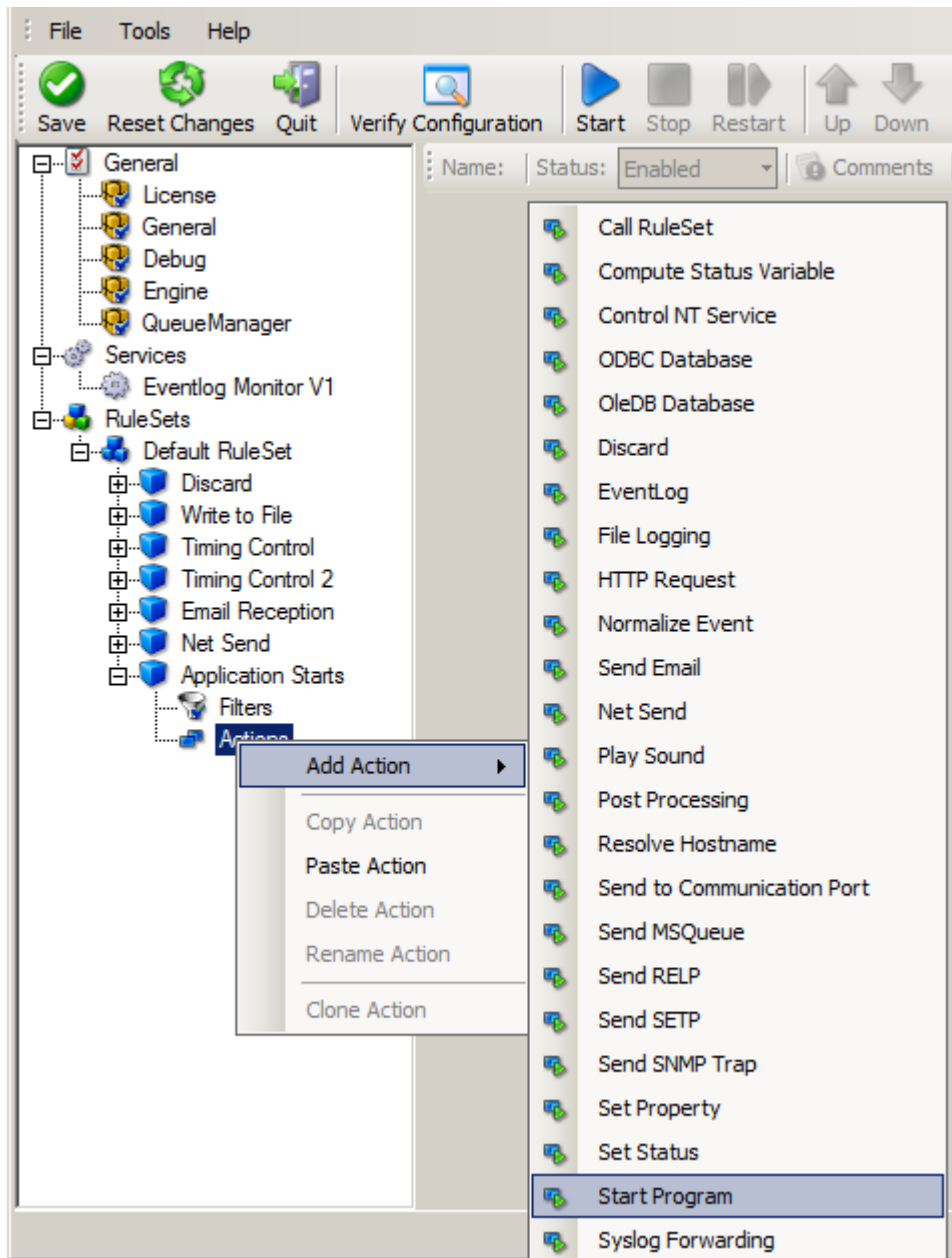 File Tools Help
Save Reset Changes Quit Verify Configuration Start Stop Restart Up Down
Name: Status: Enabled Comments
General
License
General
Debug
Engine
QueueManager
Services
Eventlog Monitor V1
RuleSets
Default RuleSet
Discard
Write to File
Timing Control
Timing Control 2
Email Reception
Net Send
Application Starts
Filters
Actions
Add Action
Copy Action
Paste Action
Delete Action
Rename Action
Clone Action
Call RuleSet
Compute Status Variable
Control NT Service
ODBC Database
OleDB Database
Discard
EventLog
File Logging
HTTP Request
Normalize Event
Send Email
Net Send
Play Sound
Post Processing
Resolve Hostname
Send to Communication Port
Send MSQueue
Send RELP
Send SETP
Send SNMP Trap
Set Property
Set Status
Start Program
Syslog Forwarding